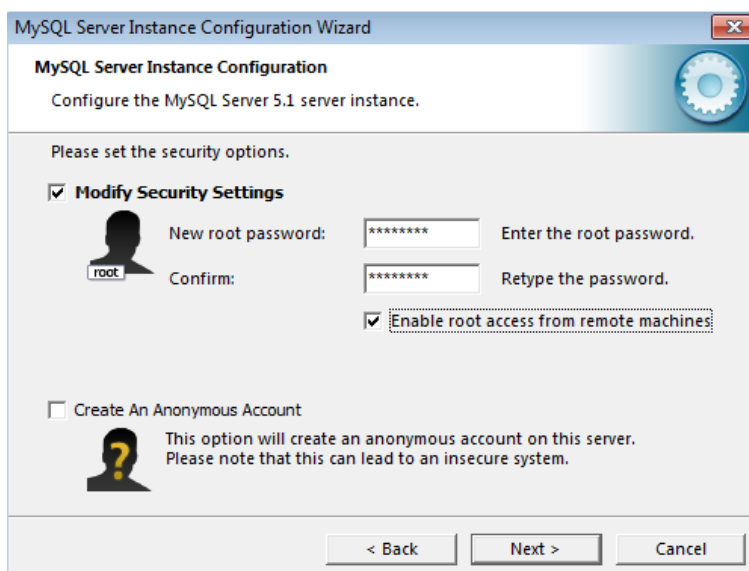 MySQL Server Instance Configuration Wizard
MySQL Server Instance Configuration
Configure the MySQL Server 5.1 server instance.
Please set the security options.
Modify Security Settings
New root password: ******** Enter the root password.
root
Confirm: ******** Retype the password.
Enable root access from remote machines
Create An Anonymous Account
?
This option will create an anonymous account on this server.
Please note that this can lead to an insecure system.
< Back Next > Cancel